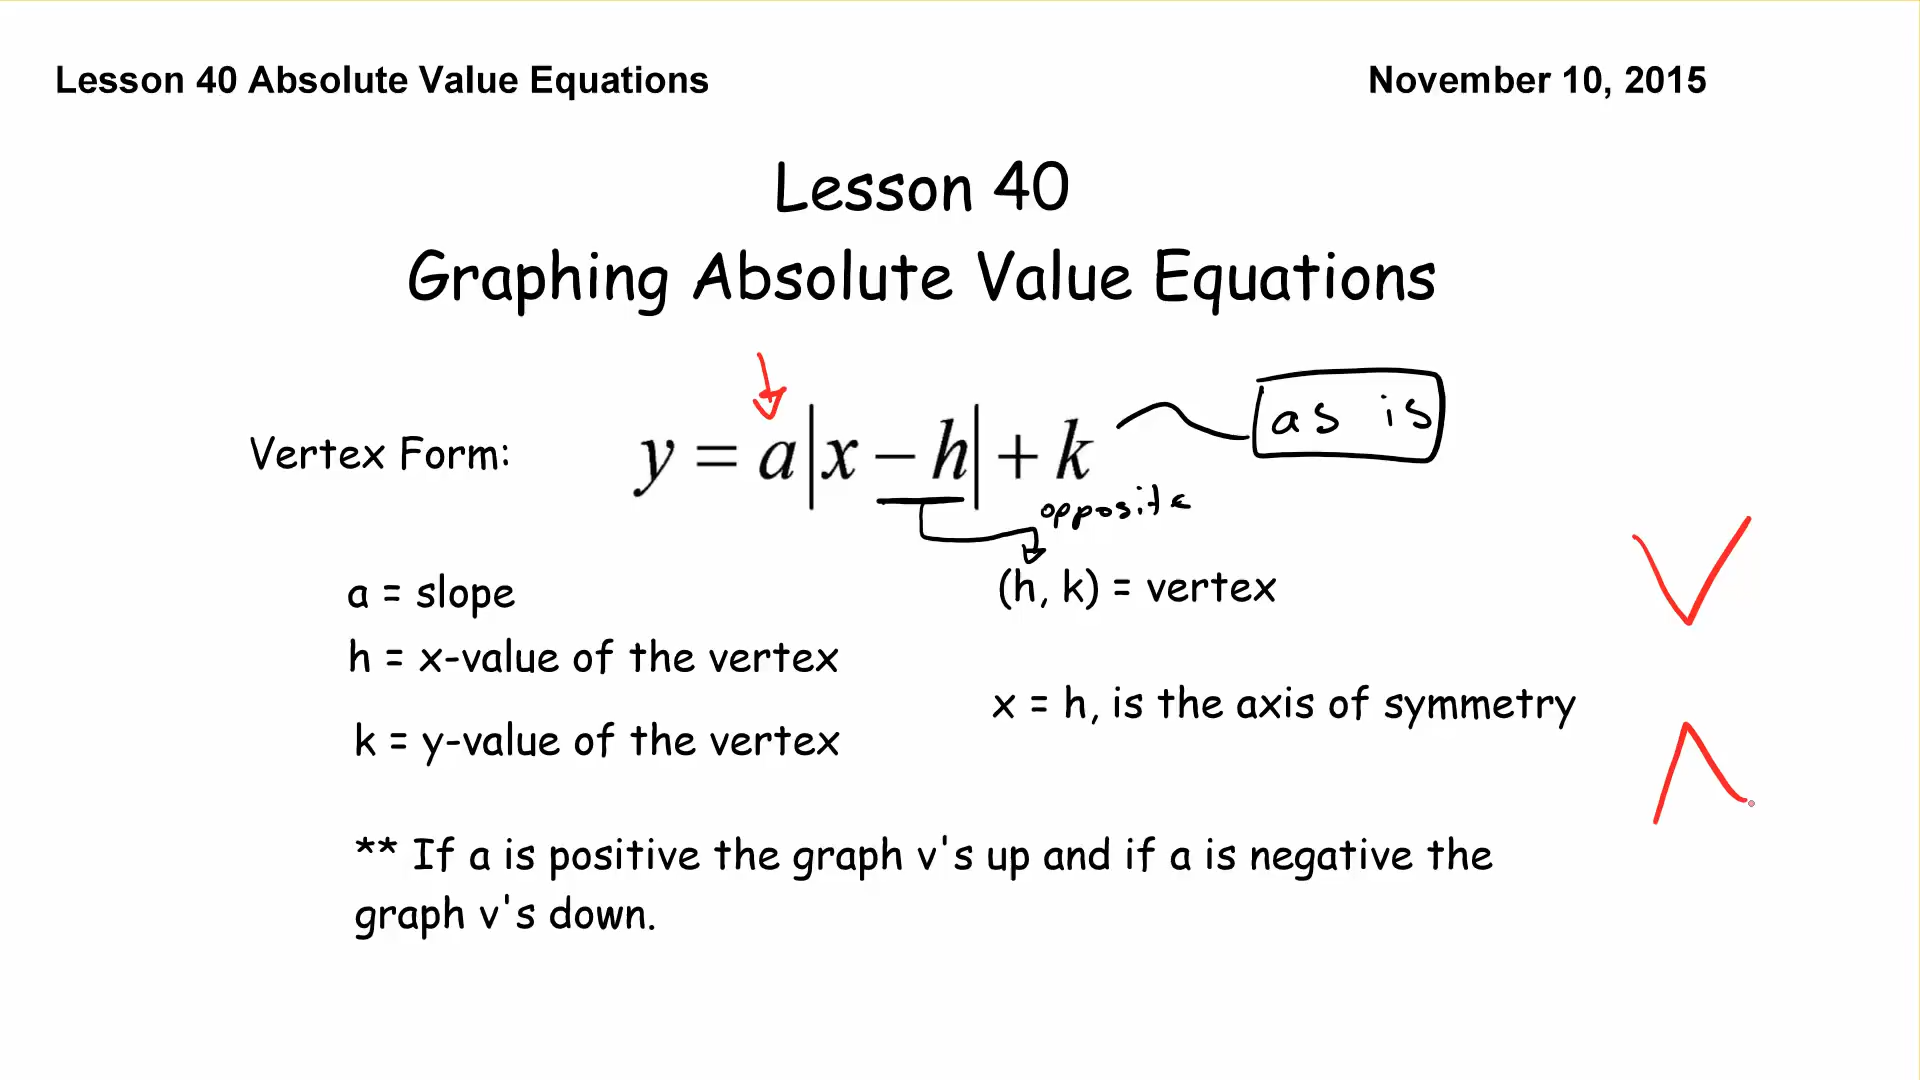 Lesson 40 Absolute Value Equations November 10, 2015
Lesson 40
Graphing Absolute Value Equations
as is
Vertex Form: y = a|x − h| + k
opposite
a = slope
(h, k) = vertex
h = x-value of the vertex
x = h, is the axis of symmetry
k = y-value of the vertex
** If a is positive the graph v's up and if a is negative the
graph v's down.